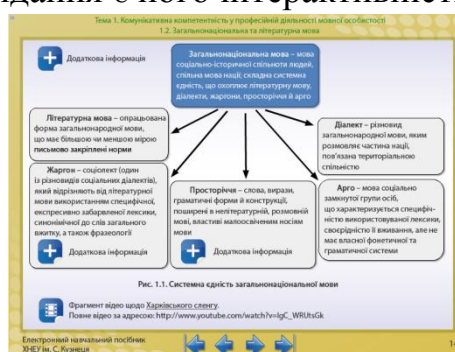 Тема 1. Комунікативна компетентність у професійній діяльності мовної особистості
1.2. Загальнонаціональна та літературна мова
Додаткова інформація
Загальнонаціональна мова – мова
соціально-історичної спільноти людей,
спільна мова нації; складна системна
єдність, що охоплює літературну мову,
діалекти, жаргони, просторіччя й арго
Літературна мова – опрацьована
форма загальнонародної мови,
що має більшою чи меншою мірою
письмово закріплені норми
Діалект – різновид
загальнонародної мови, яким
розмовляє частина нації,
пов'язана територіальною
спільністю
Жаргон – соціолект (один
із різновидів соціальних діалектів),
який відрізняють від літературної
мови використанням специфічної,
експресивно забарвленої лексики,
синонімічної до слів загального
вжитку, а також фразеології
Додаткова інформація
Просторіччя – слова, вирази,
граматичні форми й конструкції,
поширені в нелітературній, розмовній
мові, властиві малоосвіченим носіям
мови
Додаткова інформація
Арго – мова соціально
замкнутої групи осіб,
що характеризується специфіч-
ністю використовуваної лексики,
своєрідністю її вживання, але не
має власної фонетичної та
граматичної системи
Рис. 1.1. Системна єдність загальнонаціональної мови
Фрагмент відео щодо Харківського сленгу.
Повне відео за адресою: http://www.youtube.com/watch?v=IgC_WRUtsGk
Електронний навчальний посібник
ХНЕУ ім. С. Кузнеця